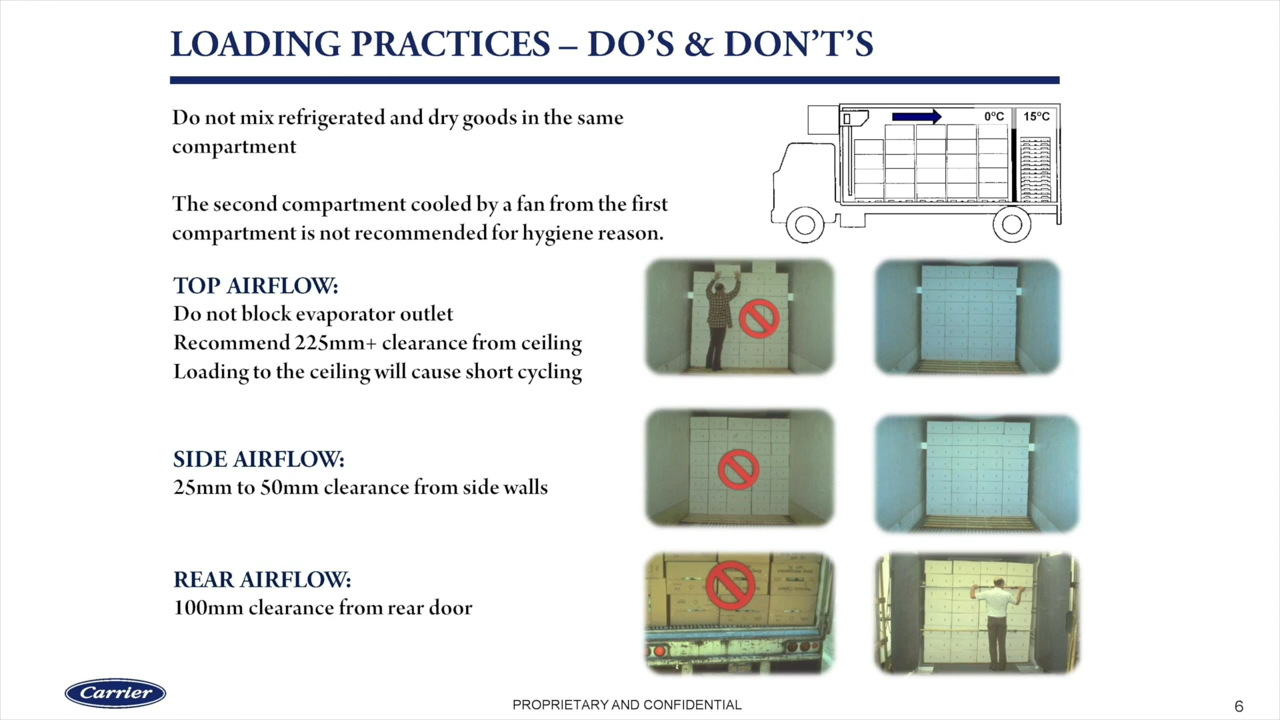 LOADING PRACTICES – DO’S & DON’T’S
Do not mix refrigerated and dry goods in the same
compartment
The second compartment cooled by a fan from the first
compartment is not recommended for hygiene reason.
0ºC 15ºC
TOP AIRFLOW:
Do not block evaporator outlet
Recommend 225mm+ clearance from ceiling
Loading to the ceiling will cause short cycling
SIDE AIRFLOW:
25mm to 50mm clearance from side walls
REAR AIRFLOW:
100mm clearance from rear door
Carrier
PROPRIETARY AND CONFIDENTIAL
6